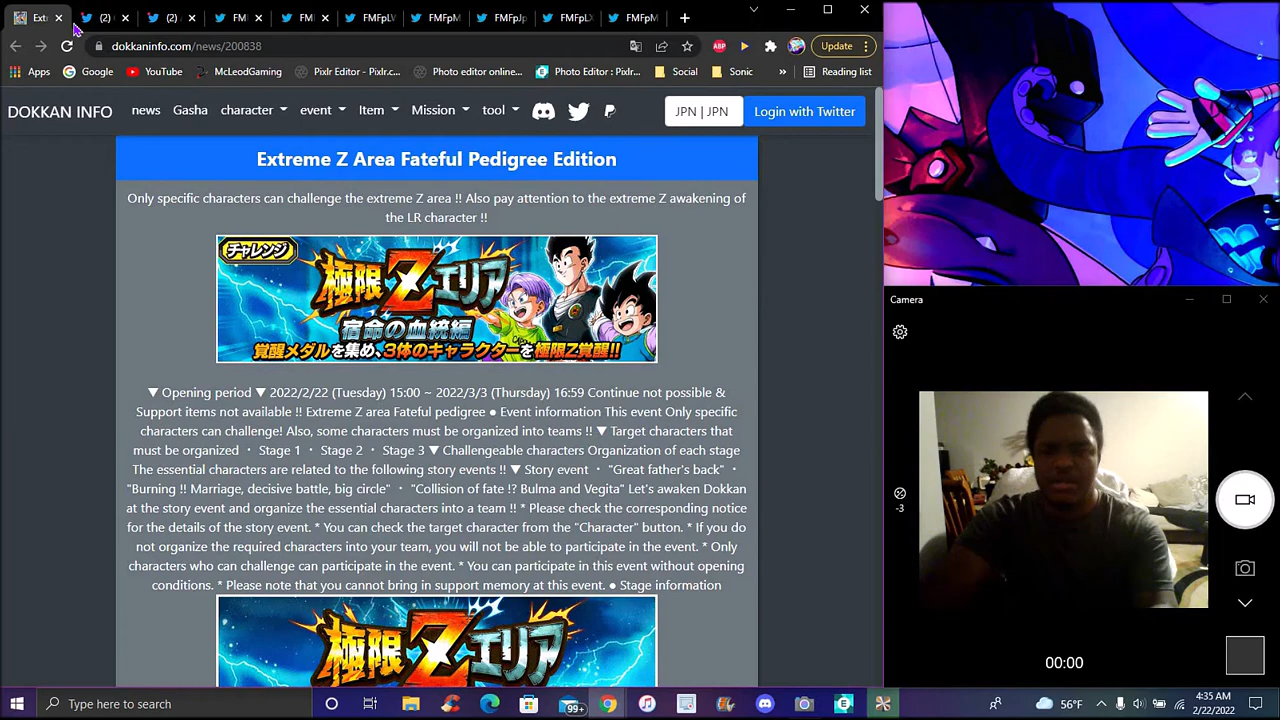 Ext
(2)
(2)
FM
FM
FMFpLV
FMFpM
FMFpJp
FMFpLX
FMFpM
dokkaninfo.com/news/200838
ABP
Update
Apps
Google
YouTube
McLeodGaming
Pixlr Editor - Pixlr.c...
Photo editor online...
Photo Editor : Pixlr...
Social
Sonic
»
Reading list
DOKKAN INFO
news
Gasha
character
event
Item
Mission
tool
JPN | JPN
Login with Twitter
Extreme Z Area Fateful Pedigree Edition
Only specific characters can challenge the extreme Z area !! Also pay attention to the extreme Z awakening of
the LR character !!
チャレンジ
極限Zエリア
宿命の血統編
覚醒メダルを集め、3体のキャラクターを極限Z覚醒!!
▼ Opening period ▼ 2022/2/22 (Tuesday) 15:00 ~ 2022/3/3 (Thursday) 16:59 Continue not possible &
Support items not available !! Extreme Z area Fateful pedigree ● Event information This event Only specific
characters can challenge! Also, some characters must be organized into teams !! ▼ Target characters that
must be organized ・ Stage 1 ・ Stage 2 ・ Stage 3 ▼ Challengeable characters Organization of each stage
The essential characters are related to the following story events !! ▼ Story event ・ "Great father's back" ・
"Burning !! Marriage, decisive battle, big circle" ・ "Collision of fate !? Bulma and Vegita" Let's awaken Dokkan
at the story event and organize the essential characters into a team !! * Please check the corresponding notice
for the details of the story event. * You can check the target character from the "Character" button. * If you do
not organize the required characters into your team, you will not be able to participate in the event. * Only
characters who can challenge can participate in the event. * You can participate in this event without opening
conditions. * Please note that you cannot bring in support memory at this event. ● Stage information
極限Zエリア
Camera
-3
00:00
Type here to search
99+
56°F
4:35 AM
2/22/2022